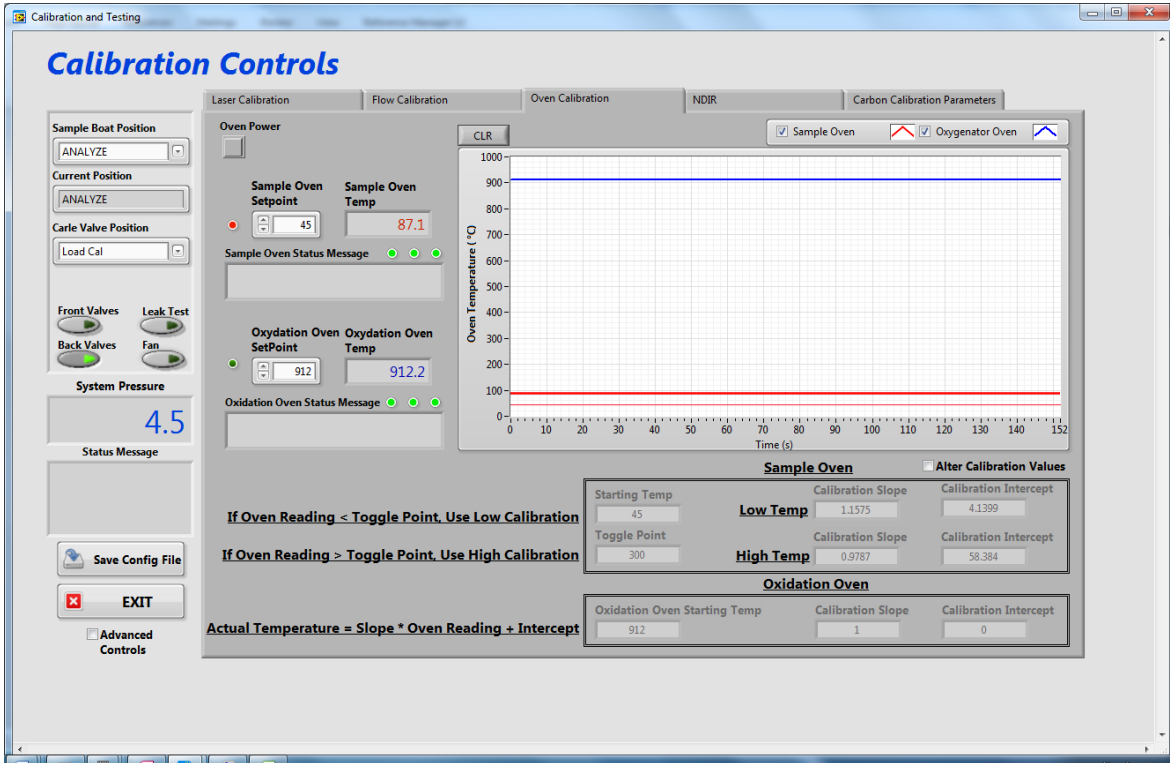 Calibration and Testing
Calibration Controls
Laser Calibration
Flow Calibration
Oven Calibration
NDIR
Carbon Calibration Parameters
Sample Boat Position
ANALYZE
Current Position
ANALYZE
Carle Valve Position
Load Cal
Front Valves
Leak Test
Back Valves
Fan
System Pressure
4.5
Status Message
Save Config File
EXIT
Advanced
Controls
Oven Power
Sample Oven
Setpoint
45
Sample Oven
Temp
87.1
Sample Oven Status Message
Oxydation Oven
SetPoint
912
Oxydation Oven
Temp
912.2
Oxidation Oven Status Message
CLR
Sample Oven
Oxygenator Oven
Oven Temperature (°C)
1000
900
800
700
600
500
400
300
200
100
0
0 10 20 30 40 50 60 70 80 90 100 110 120 130 140 152
Time (s)
Sample Oven
Alter Calibration Values
If Oven Reading < Toggle Point, Use Low Calibration
Starting Temp
45
Low Temp
Calibration Slope
1.1575
Calibration Intercept
4.1399
If Oven Reading > Toggle Point, Use High Calibration
Toggle Point
300
High Temp
Calibration Slope
0.9787
Calibration Intercept
58.384
Oxidation Oven
Actual Temperature = Slope * Oven Reading + Intercept
Oxidation Oven Starting Temp
912
Calibration Slope
1
Calibration Intercept
0